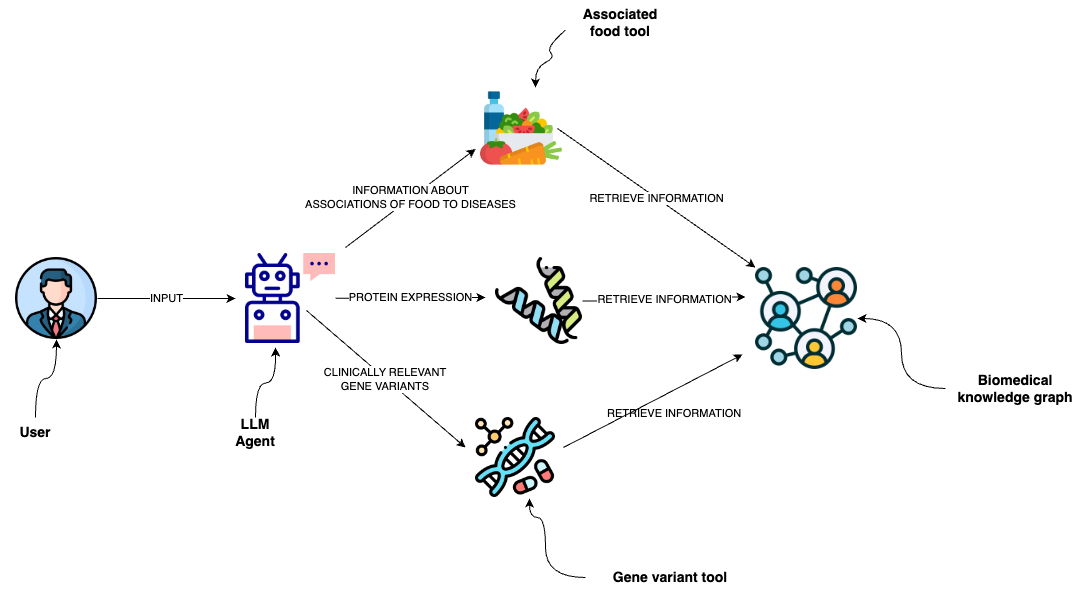 Associated
food tool
INFORMATION ABOUT
ASSOCIATIONS OF FOOD TO DISEASES
RETRIEVE INFORMATION
INPUT
PROTEIN EXPRESSION
RETRIEVE INFORMATION
CLINICALLY RELEVANT
GENE VARIANTS
RETRIEVE INFORMATION
Biomedical
knowledge graph
User
LLM
Agent
Gene variant tool